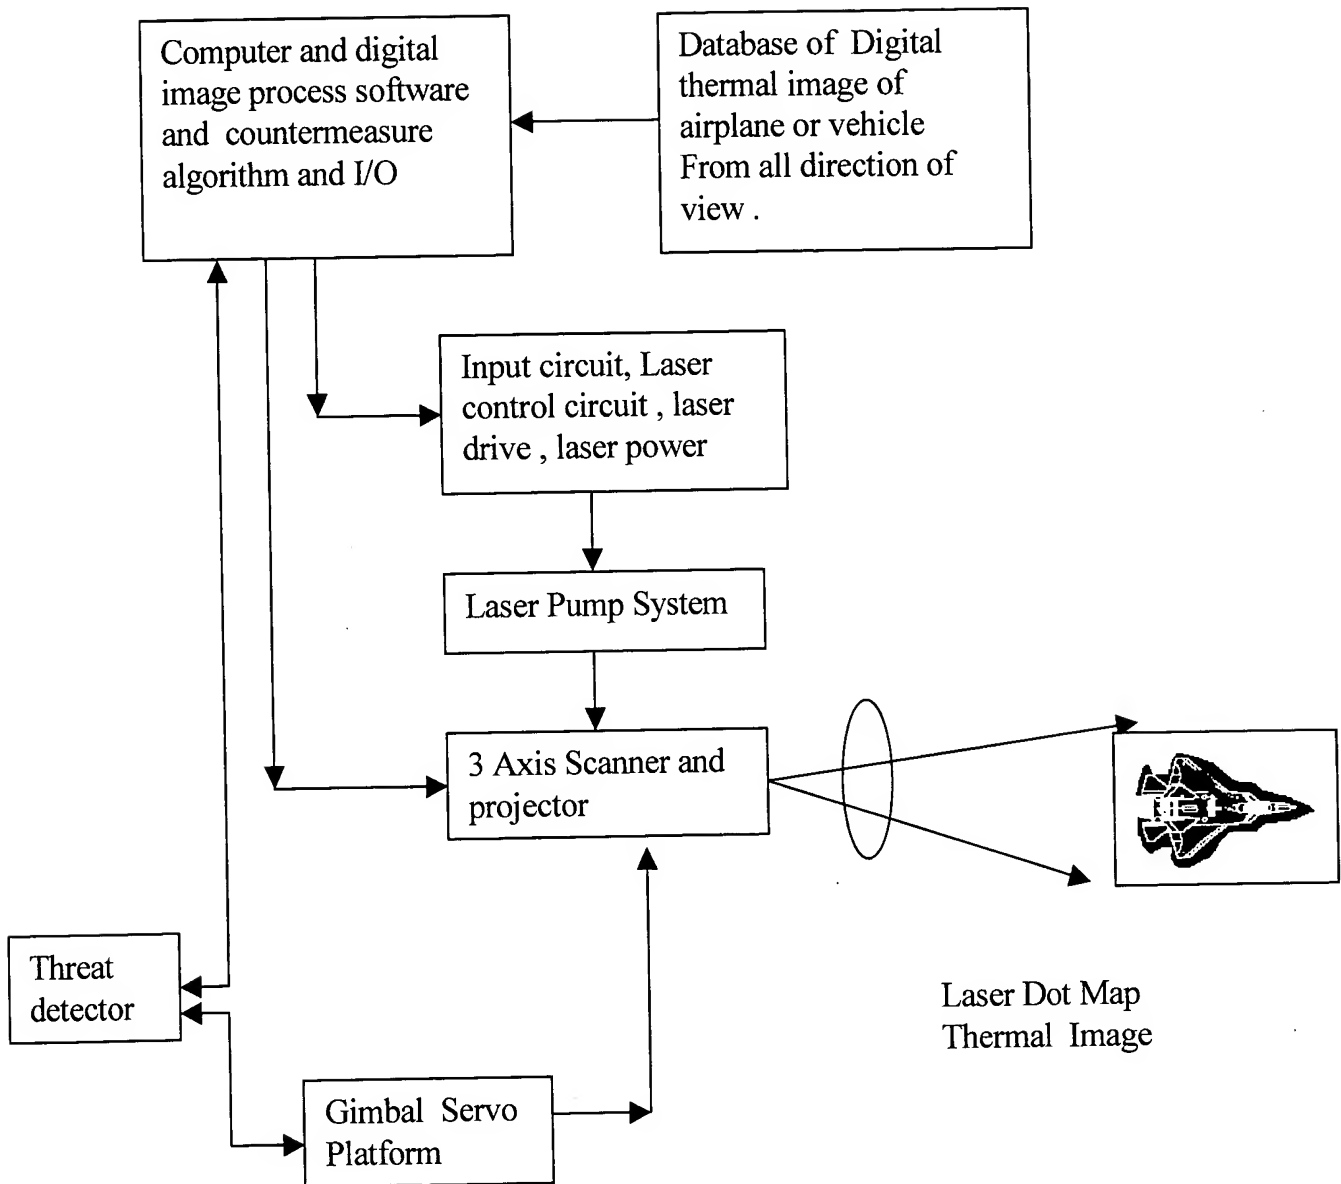 Computer and digital
image process software
and countermeasure
algorithm and I/O
Database of Digital
thermal image of
airplane or vehicle
From all direction of
view .
Input circuit, Laser
control circuit , laser
drive , laser power
Laser Pump System
3 Axis Scanner and
projector
Threat
detector
Laser Dot Map
Thermal Image
Gimbal Servo
Platform